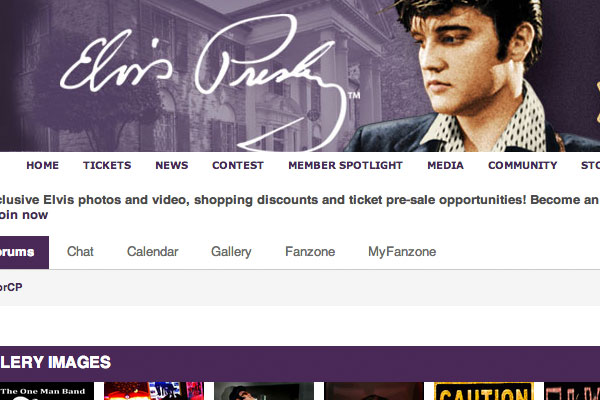 Elvis Presley™
HOME TICKETS NEWS CONTEST MEMBER SPOTLIGHT MEDIA COMMUNITY STO
clusive Elvis photos and video, shopping discounts and ticket pre-sale opportunities! Become an
oin now
orums Chat Calendar Gallery Fanzone MyFanzone
orCP
LERY IMAGES
The One Man Band
CAUTION